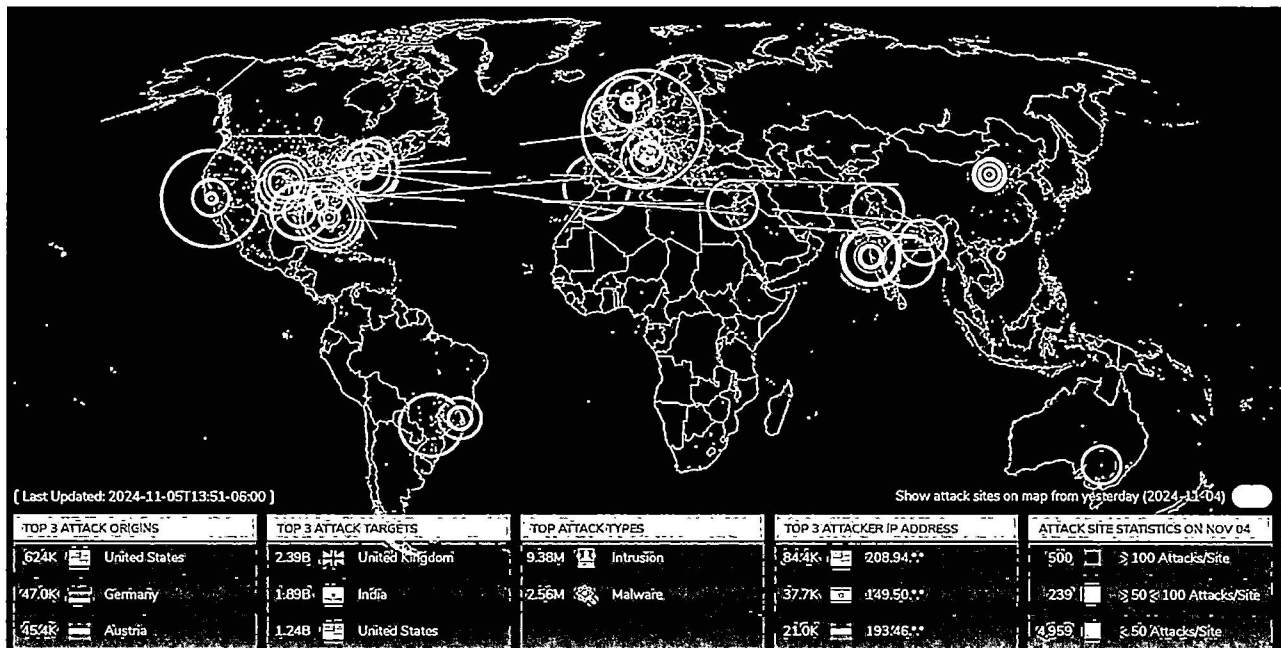 [ Last Updated: 2024-11-05T13:51-06:00 ]
Show attack sites on map from yesterday (2024-11-04)
TOP 3 ATTACK ORIGINS
624K United States
47.0K Germany
45.4K Austria
TOP 3 ATTACK TARGETS
2.39B United Kingdom
1.89B India
1.24B United States
TOP ATTACK TYPES
9.38M Intrusion
2.56M Malware
TOP 3 ATTACKER IP ADDRESS
84.4K 208.94.*.*
37.7K 149.50.*.*
21.0K 193.46.*.*
ATTACK SITE STATISTICS ON NOV 04
500 > 100 Attacks/Site
239 > 50 ≤ 100 Attacks/Site
4,959 ≤ 50 Attacks/Site